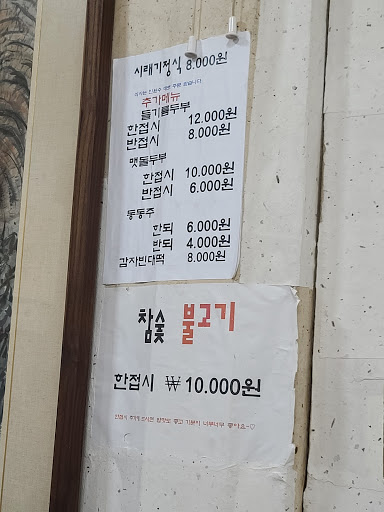 시래기정식 8.000원
추가메뉴
들기름두부
한접시 12.000원
반접시 8.000원
맷돌두부
한접시 10.000원
반접시 6.000원
동동주
한되 6.000원
반되 4.000원
감자빈대떡 8.000원
참숯 불고기
한접시 ₩ 10.000원